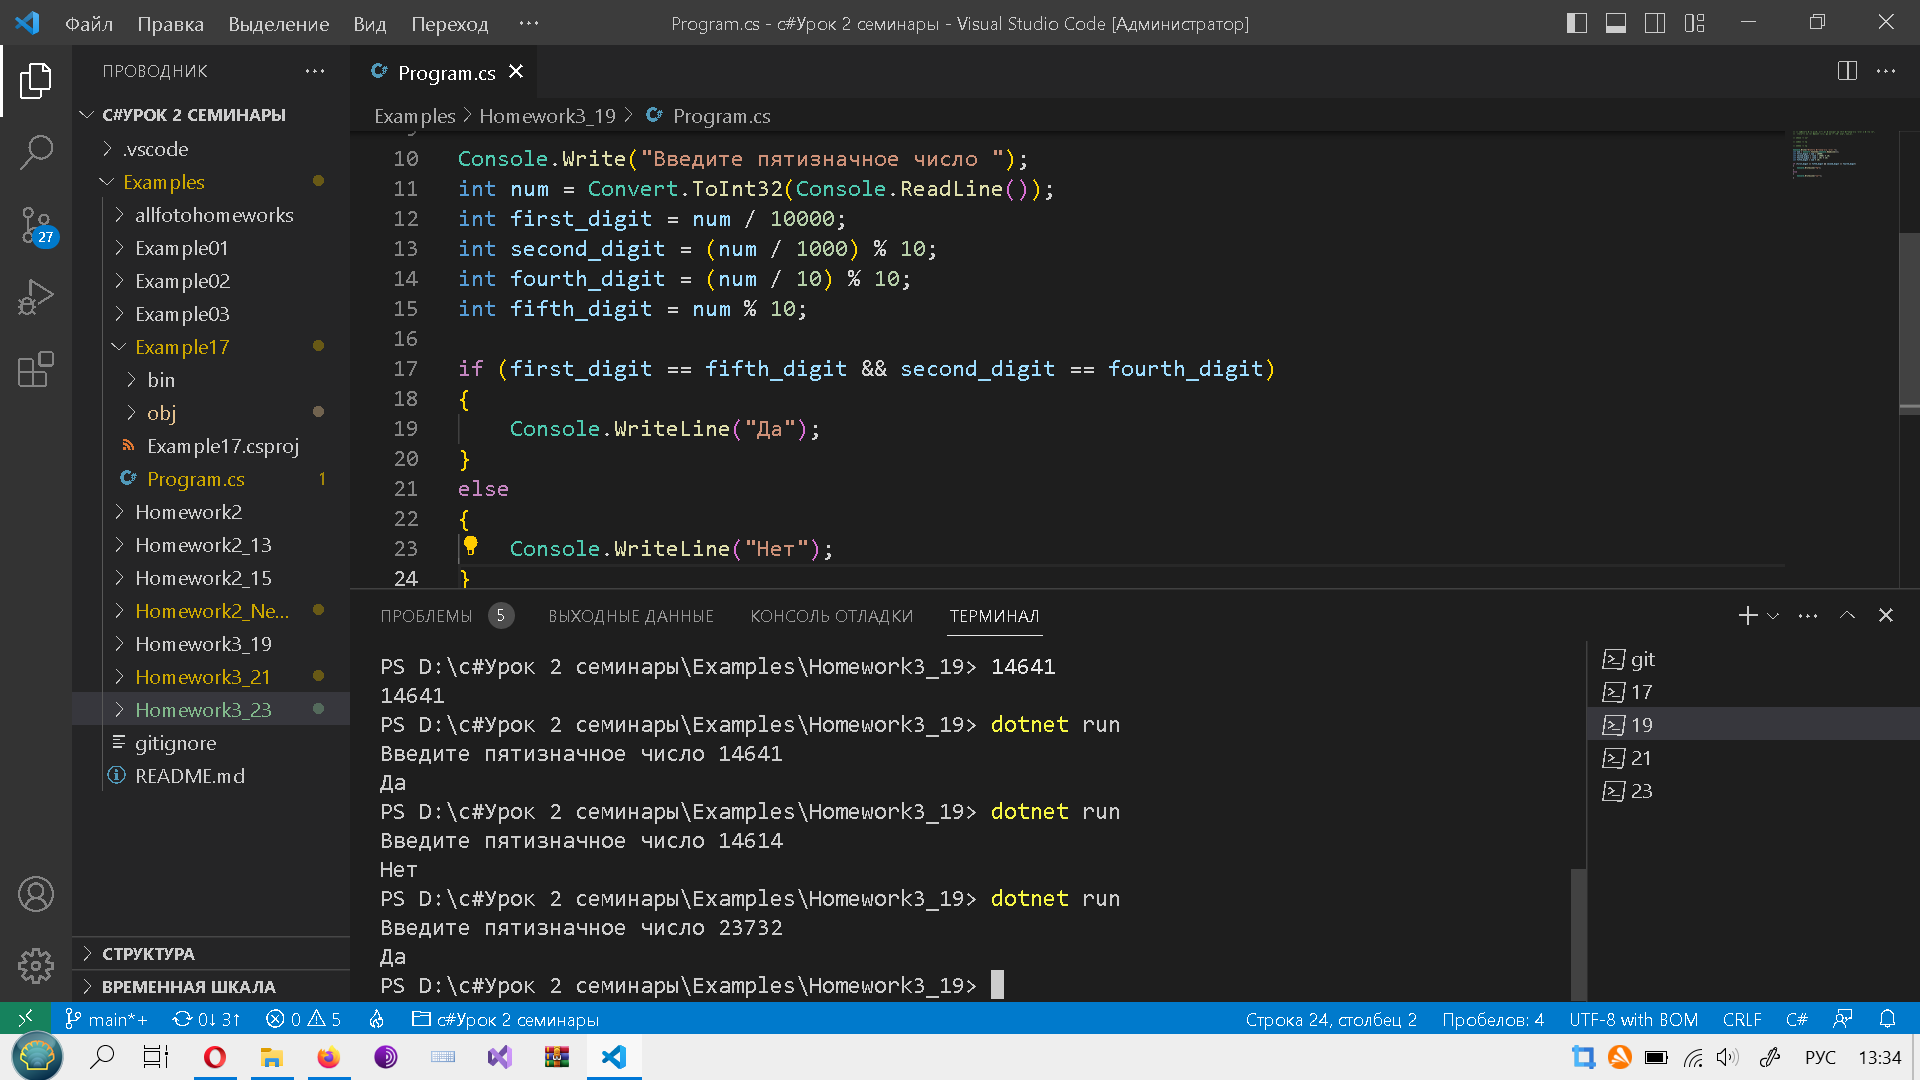 Файл Правка Выделение Вид Переход ··· Program.cs - c#Урок 2 семинары - Visual Studio Code [Администратор]
ПРОВОДНИК ···
C#УРОК 2 СЕМИНАРЫ
.vscode
Examples
allfotohomeworks
Example01
Example02
Example03
Example17
bin
obj
Example17.csproj
Program.cs 1
Homework2
Homework2_13
Homework2_15
Homework2_Ne...
Homework3_19
Homework3_21
Homework3_23
gitignore
README.md
СТРУКТУРА
ВРЕМЕННАЯ ШКАЛА
27
Program.cs
Examples > Homework3_19 > Program.cs
10 Console.Write("Введите пятизначное число ");
11 int num = Convert.ToInt32(Console.ReadLine());
12 int first_digit = num / 10000;
13 int second_digit = (num / 1000) % 10;
14 int fourth_digit = (num / 10) % 10;
15 int fifth_digit = num % 10;
16
17 if (first_digit == fifth_digit && second_digit == fourth_digit)
18 {
19     Console.WriteLine("Да");
20 }
21 else
22 {
23     Console.WriteLine("Нет");
24 }
ПРОБЛЕМЫ 5 ВЫХОДНЫЕ ДАННЫЕ КОНСОЛЬ ОТЛАДКИ ТЕРМИНАЛ
PS D:\c#Урок 2 семинары\Examples\Homework3_19> 14641
14641
PS D:\c#Урок 2 семинары\Examples\Homework3_19> dotnet run
Введите пятизначное число 14641
Да
PS D:\c#Урок 2 семинары\Examples\Homework3_19> dotnet run
Введите пятизначное число 14614
Нет
PS D:\c#Урок 2 семинары\Examples\Homework3_19> dotnet run
Введите пятизначное число 23732
Да
PS D:\c#Урок 2 семинары\Examples\Homework3_19>
git
17
19
21
23
main*+ 0↓ 3↑ 0 5 c#Урок 2 семинары Строка 24, столбец 2 Пробелов: 4 UTF-8 with BOM CRLF C#
РУС 13:34